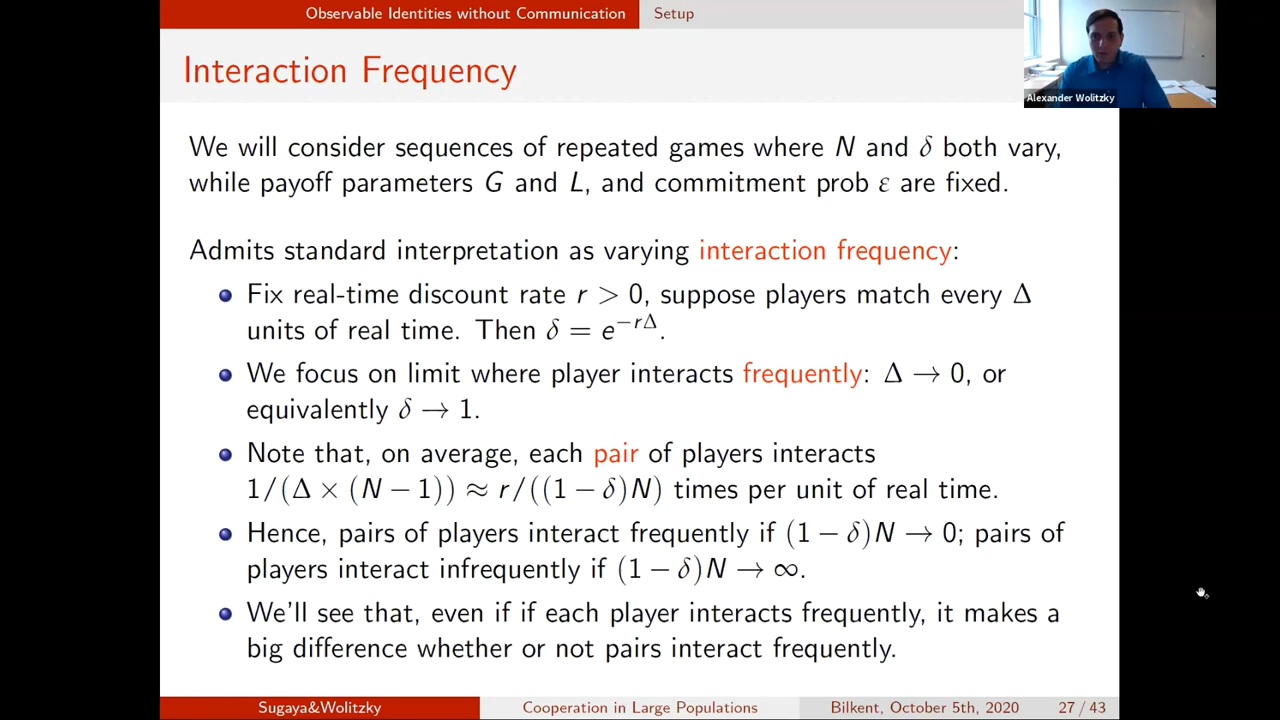 Observable Identities without Communication Setup
Interaction Frequency
Alexander Wolitzky
We will consider sequences of repeated games where N and δ both vary,
while payoff parameters G and L, and commitment prob ε are fixed.
Admits standard interpretation as varying interaction frequency:
Fix real-time discount rate r > 0, suppose players match every Δ
units of real time. Then δ = e^{-rΔ}.
We focus on limit where player interacts frequently: Δ → 0, or
equivalently δ → 1.
Note that, on average, each pair of players interacts
1/(Δ × (N − 1)) ≈ r/((1 − δ)N) times per unit of real time.
Hence, pairs of players interact frequently if (1 − δ)N → 0; pairs of
players interact infrequently if (1 − δ)N → ∞.
We'll see that, even if if each player interacts frequently, it makes a
big difference whether or not pairs interact frequently.
Sugaya&Wolitzky Cooperation in Large Populations Bilkent, October 5th, 2020 27 / 43